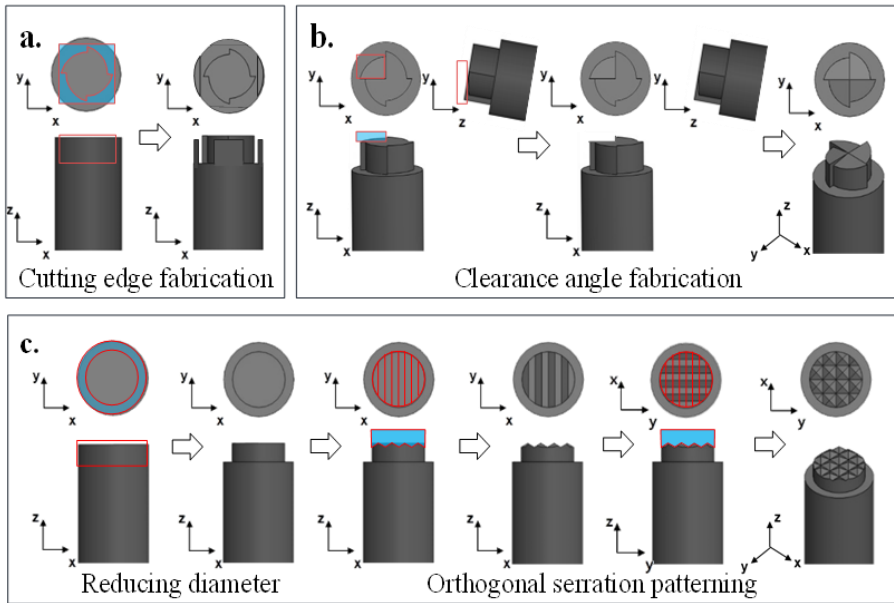 a.
y
x
x
y
z
x
z
x
Cutting edge fabrication
b.
y
x
y
z
y
x
y
z
y
x
z
x
z
x
z
y
x
Clearance angle fabrication
c.
y
x
y
x
y
x
y
x
x
y
x
y
z
x
z
x
z
x
z
x
z
y
z
y
x
Reducing diameter
Orthogonal serration patterning